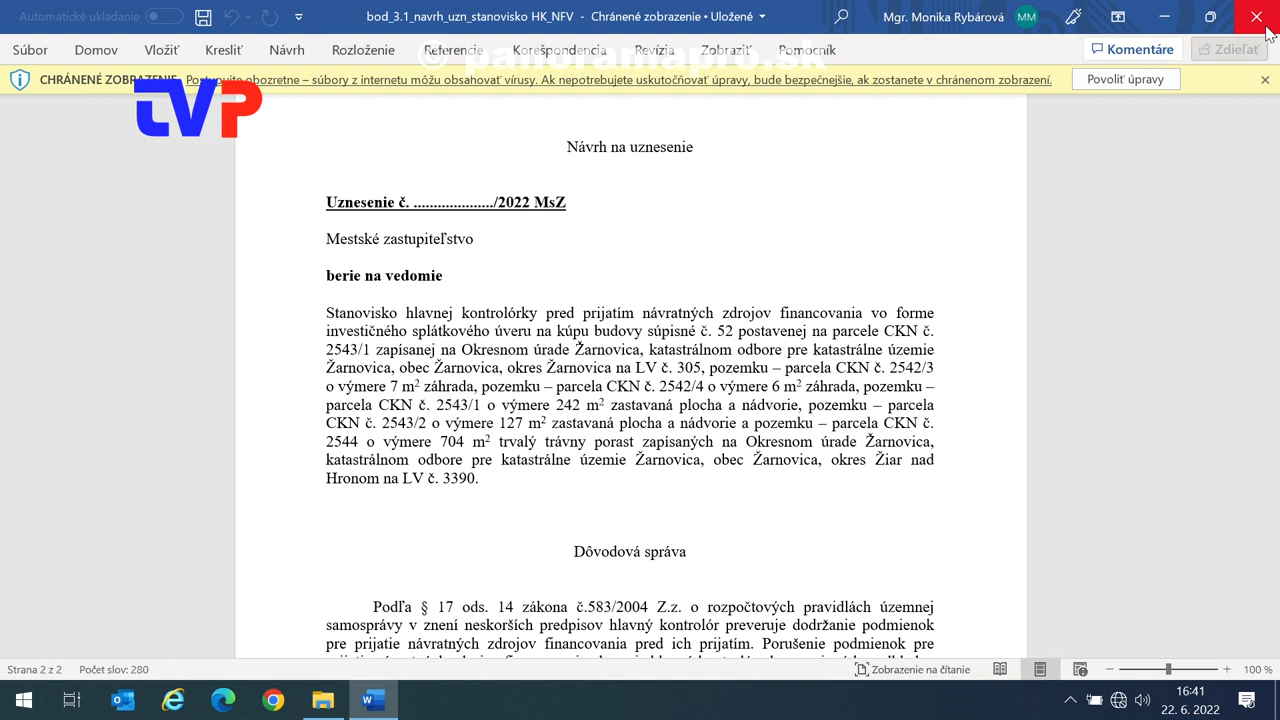 Automatické ukladanie
bod_3.1_navrh_uzn_stanovisko HK_NFV - Chránené zobrazenie • Uložené
Mgr. Monika Rybárová
MM
Súbor Domov Vložiť Kresliť Návrh Rozloženie Referencie Korešpondencia Revízia Zobraziť Pomocník
Komentáre
Zdieľať
© panoramapro.sk
CHRÁNENÉ ZOBRAZENIE Postupujte obozretne – súbory z internetu môžu obsahovať vírusy. Ak nepotrebujete uskutočňovať úpravy, bude bezpečnejšie, ak zostanete v chránenom zobrazení.
Povoliť úpravy
TVP
Návrh na uznesenie
Uznesenie č. ...................../2022 MsZ
Mestské zastupiteľstvo
berie na vedomie
Stanovisko hlavnej kontrolórky pred prijatím návratných zdrojov financovania vo forme
investičného splátkového úveru na kúpu budovy súpisné č. 52 postavenej na parcele CKN č.
2543/1 zapísanej na Okresnom úrade Žarnovica, katastrálnom odbore pre katastrálne územie
Žarnovica, obec Žarnovica, okres Žarnovica na LV č. 305, pozemku – parcela CKN č. 2542/3
o výmere 7 m² záhrada, pozemku – parcela CKN č. 2542/4 o výmere 6 m² záhrada, pozemku –
parcela CKN č. 2543/1 o výmere 242 m² zastavaná plocha a nádvorie, pozemku – parcela
CKN č. 2543/2 o výmere 127 m² zastavaná plocha a nádvorie a pozemku – parcela CKN č.
2544 o výmere 704 m² trvalý trávny porast zapísaných na Okresnom úrade Žarnovica,
katastrálnom odbore pre katastrálne územie Žarnovica, obec Žarnovica, okres Žiar nad
Hronom na LV č. 3390.
Dôvodová správa
Podľa § 17 ods. 14 zákona č.583/2004 Z.z. o rozpočtových pravidlách územnej
samosprávy v znení neskorších predpisov hlavný kontrolór preveruje dodržanie podmienok
pre prijatie návratných zdrojov financovania pred ich prijatím. Porušenie podmienok pre
Strana 2 z 2
Počet slov: 280
Zobrazenie na čítanie
100 %
16:41
22. 6. 2022